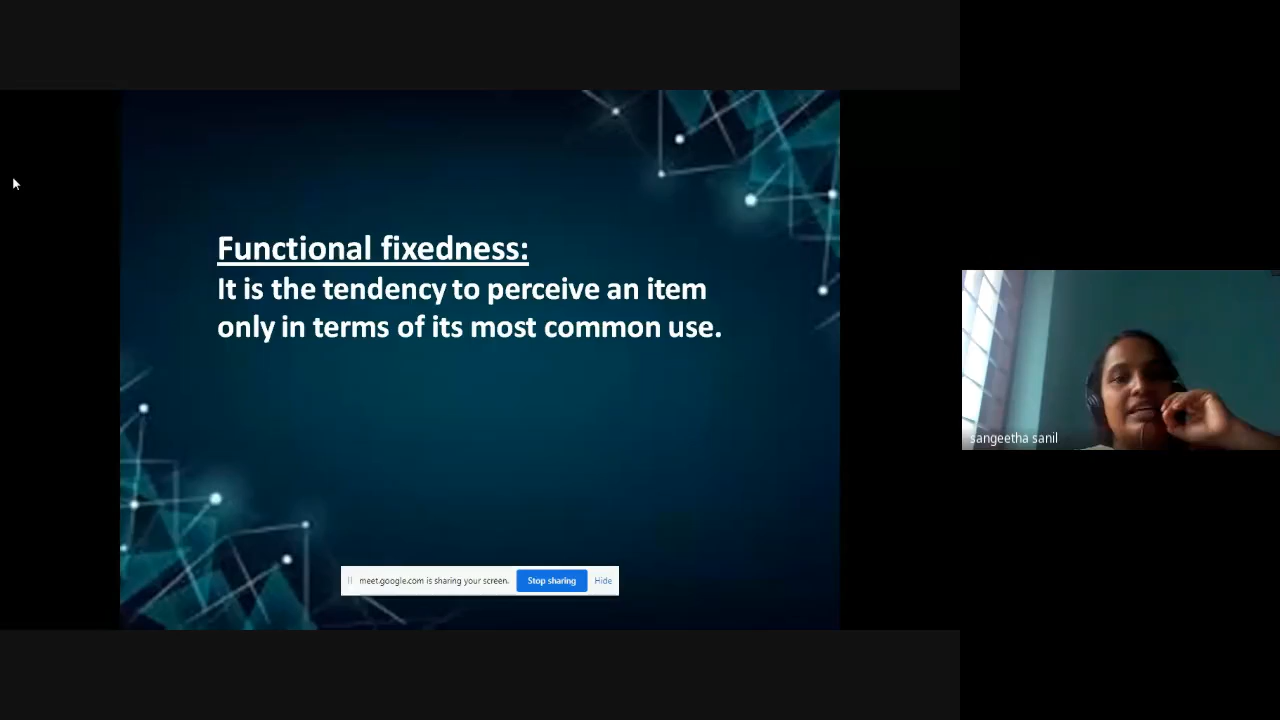 Functional fixedness:
It is the tendency to perceive an item
only in terms of its most common use.
meet.google.com is sharing your screen.
Stop sharing
Hide
sangeetha sanil